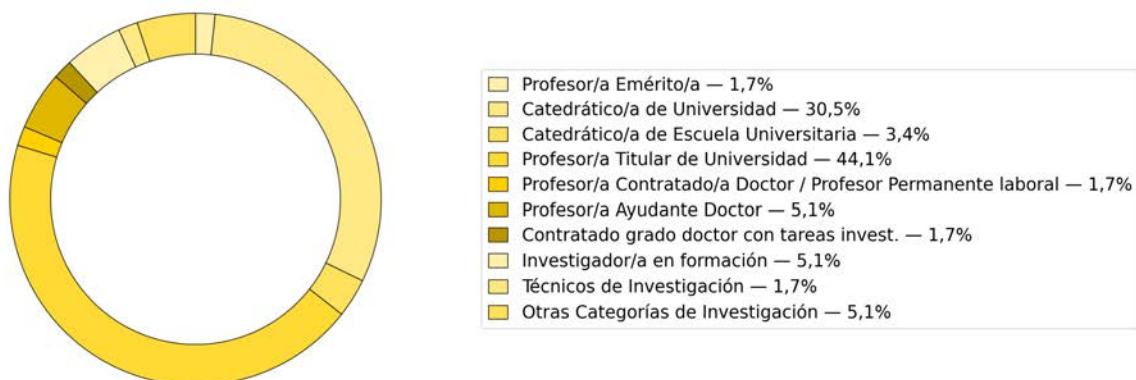 Profesor/a Emérito/a — 1,7%
Catedrático/a de Universidad — 30,5%
Catedrático/a de Escuela Universitaria — 3,4%
Profesor/a Titular de Universidad — 44,1%
Profesor/a Contratado/a Doctor / Profesor Permanente laboral — 1,7%
Profesor/a Ayudante Doctor — 5,1%
Contratado grado doctor con tareas invest. — 1,7%
Investigador/a en formación — 5,1%
Técnicos de Investigación — 1,7%
Otras Categorías de Investigación — 5,1%